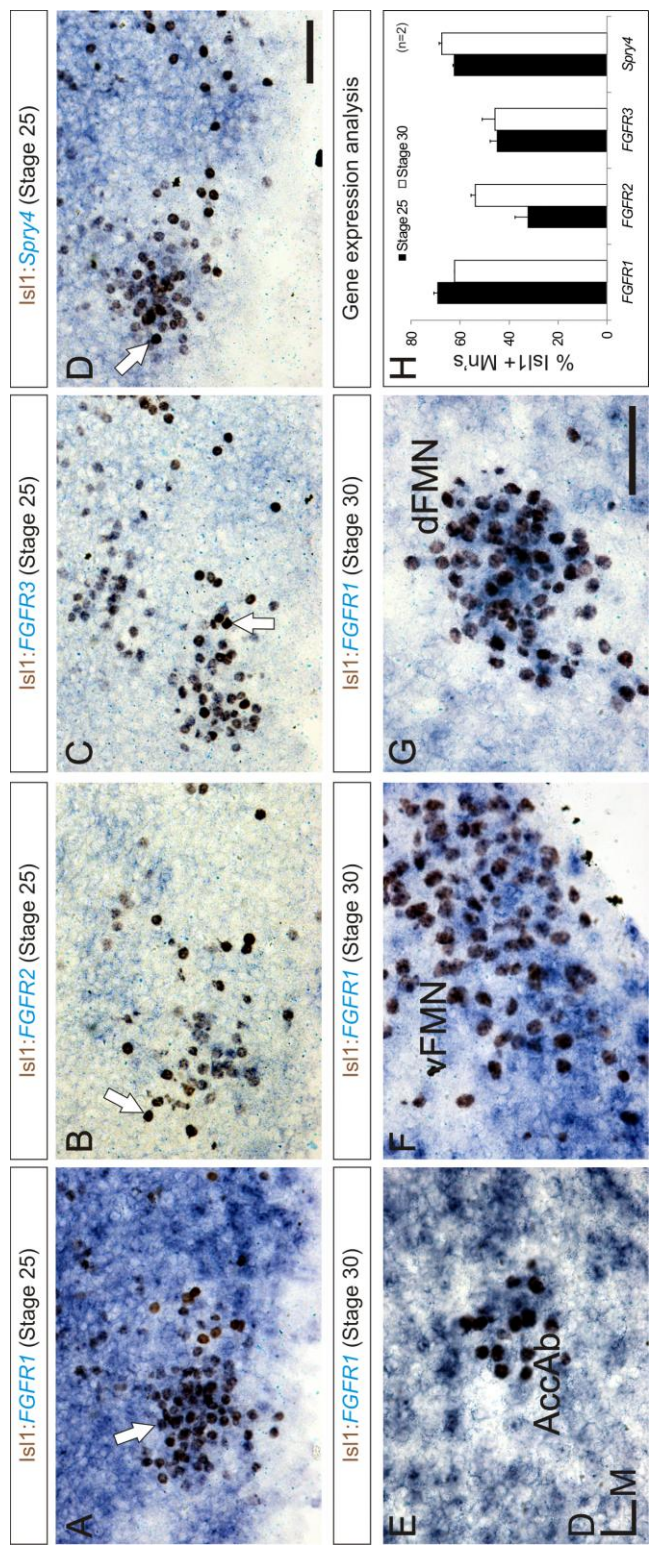 Isl1:FGFR1 (Stage 25)
Isl1:FGFR2 (Stage 25)
Isl1:FGFR3 (Stage 25)
Isl1:Spry4 (Stage 25)
A
B
C
D
Isl1:FGFR1 (Stage 30)
Isl1:FGFR1 (Stage 30)
Isl1:FGFR1 (Stage 30)
Gene expression analysis
E
AccAb
D
M
F
vFMN
G
dFMN
H
■Stage 25 □Stage 30 (n=2)
% Isl1+ Mn's
80
60
40
20
0
FGFR1 FGFR2 FGFR3 Spry4